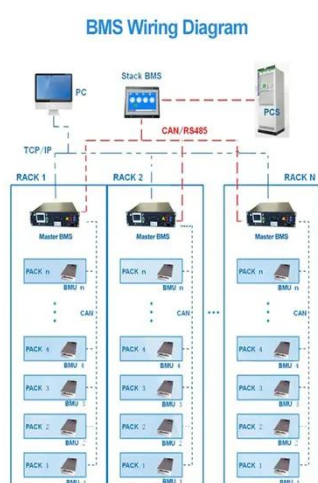 BMS Wiring Diagram
PC
Stack BMS
PCS
CAN/RS485
TCP/IP
RACK 1
RACK 2
RACK N
Master BMS
Master BMS
Master BMS
PACK n
BMU n
PACK n
BMU n
PACK n
BMU n
CAN
CAN
CAN
PACK 4
BMU 4
PACK 4
BMU 4
PACK 4
BMU 4
PACK 3
BMU 3
PACK 3
BMU 3
PACK 3
BMU 3
PACK 2
BMU 2
PACK 2
BMU 2
PACK 2
BMU 2
PACK 1
PACK 1
PACK 1